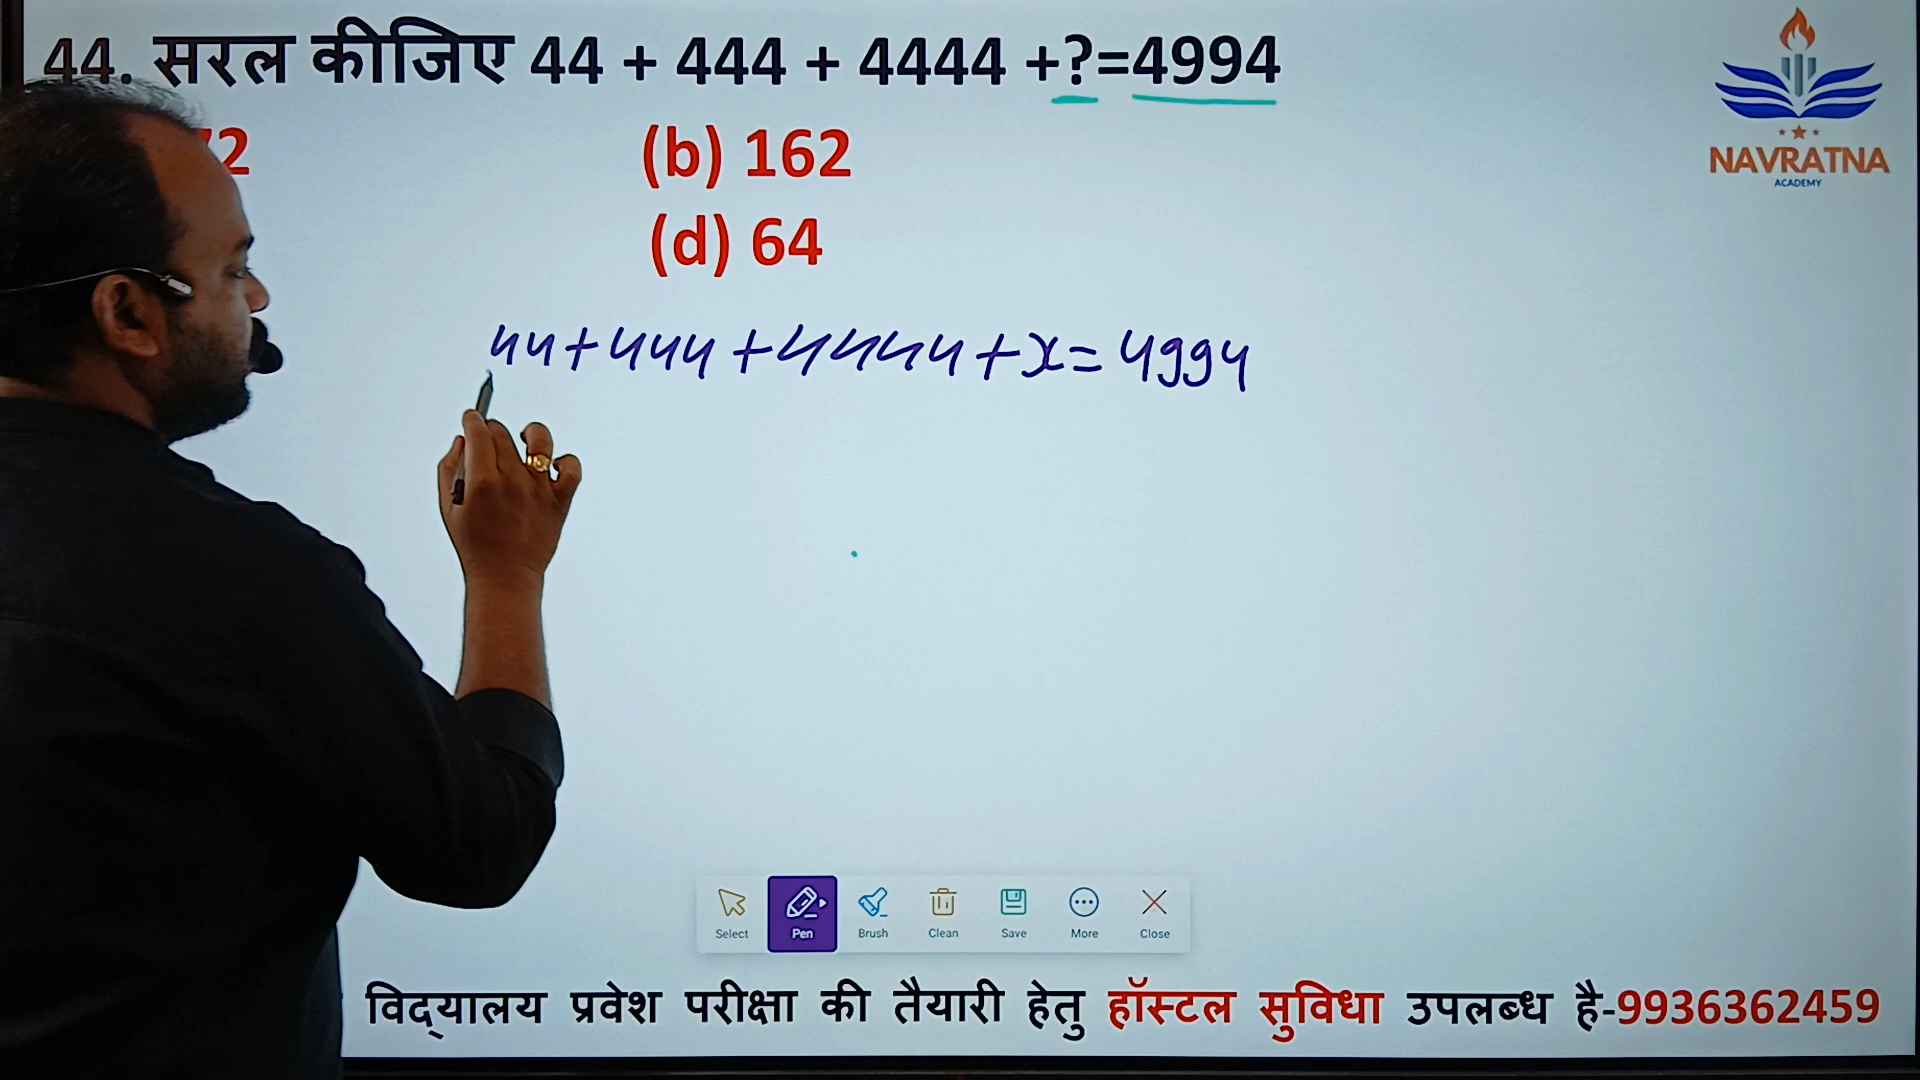 44. सरल कीजिए 44 + 444 + 4444 +?=4994
72
(b) 162
(d) 64
44+444+4444+x=4994
NAVRATNA
ACADEMY
Select Pen Brush Clean Save More Close
विद्यालय प्रवेश परीक्षा की तैयारी हेतु हॉस्टल सुविधा उपलब्ध है-9936362459